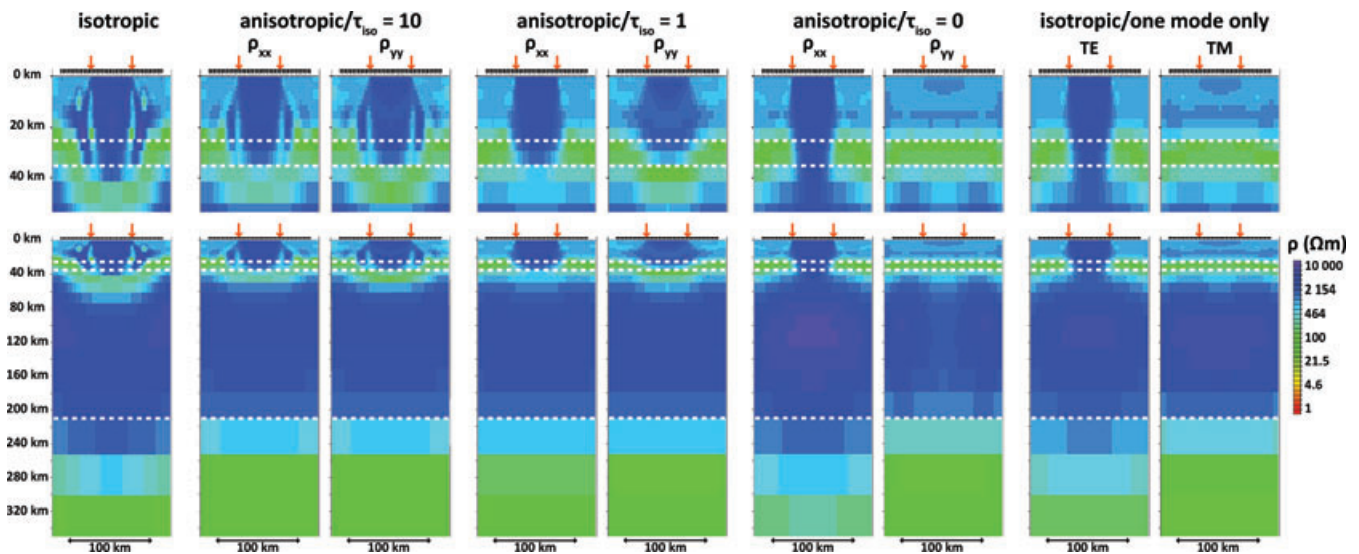 isotropic anisotropic/τiso = 10 anisotropic/τiso = 1 anisotropic/τiso = 0 isotropic/one mode only
ρxx ρyy ρxx ρyy ρxx ρyy TE TM
0 km
20 km
40 km
0 km
40 km
80 km
120 km
160 km
200 km
240 km
280 km
320 km
ρ (Ωm)
10 000
2 154
464
100
21.5
4.6
1
100 km 100 km 100 km 100 km 100 km 100 km 100 km 100 km 100 km